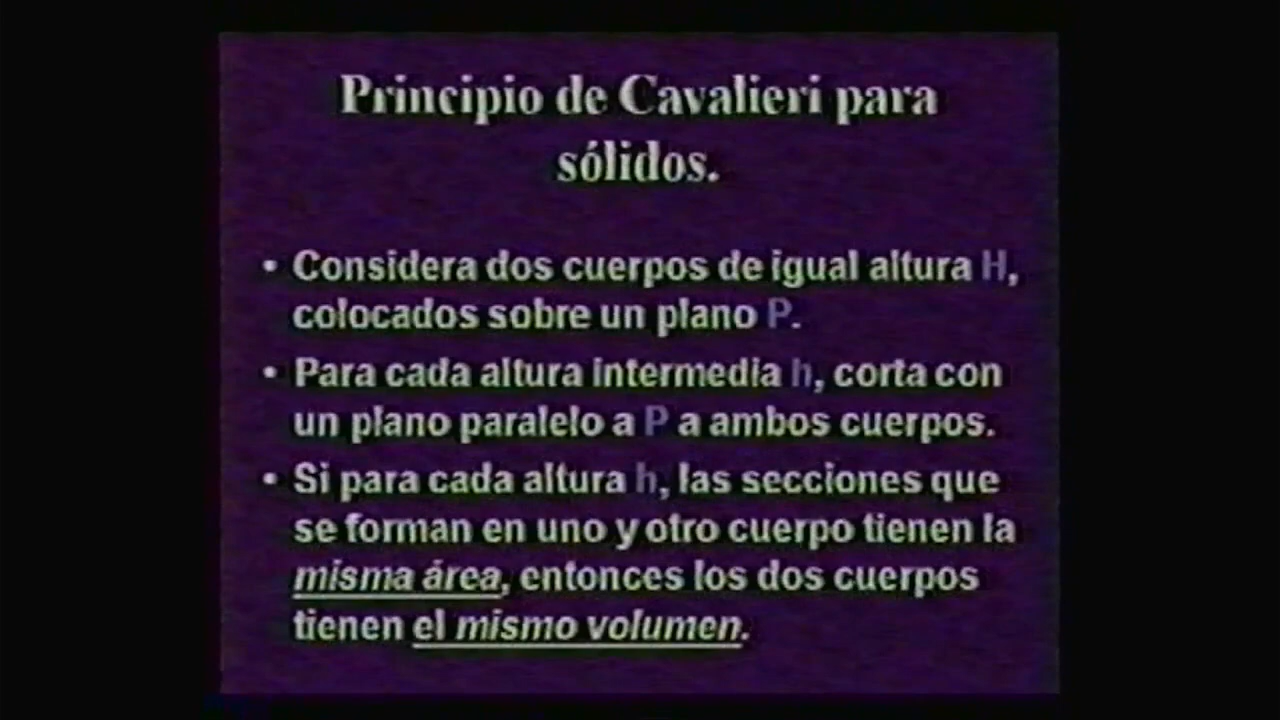 Principio de Cavalieri para
sólidos.
• Considera dos cuerpos de igual altura H,
colocados sobre un plano P.
• Para cada altura intermedia h, corta con
un plano paralelo a P a ambos cuerpos.
• Si para cada altura h, las secciones que
se forman en uno y otro cuerpo tienen la
misma área, entonces los dos cuerpos
tienen el mismo volumen.